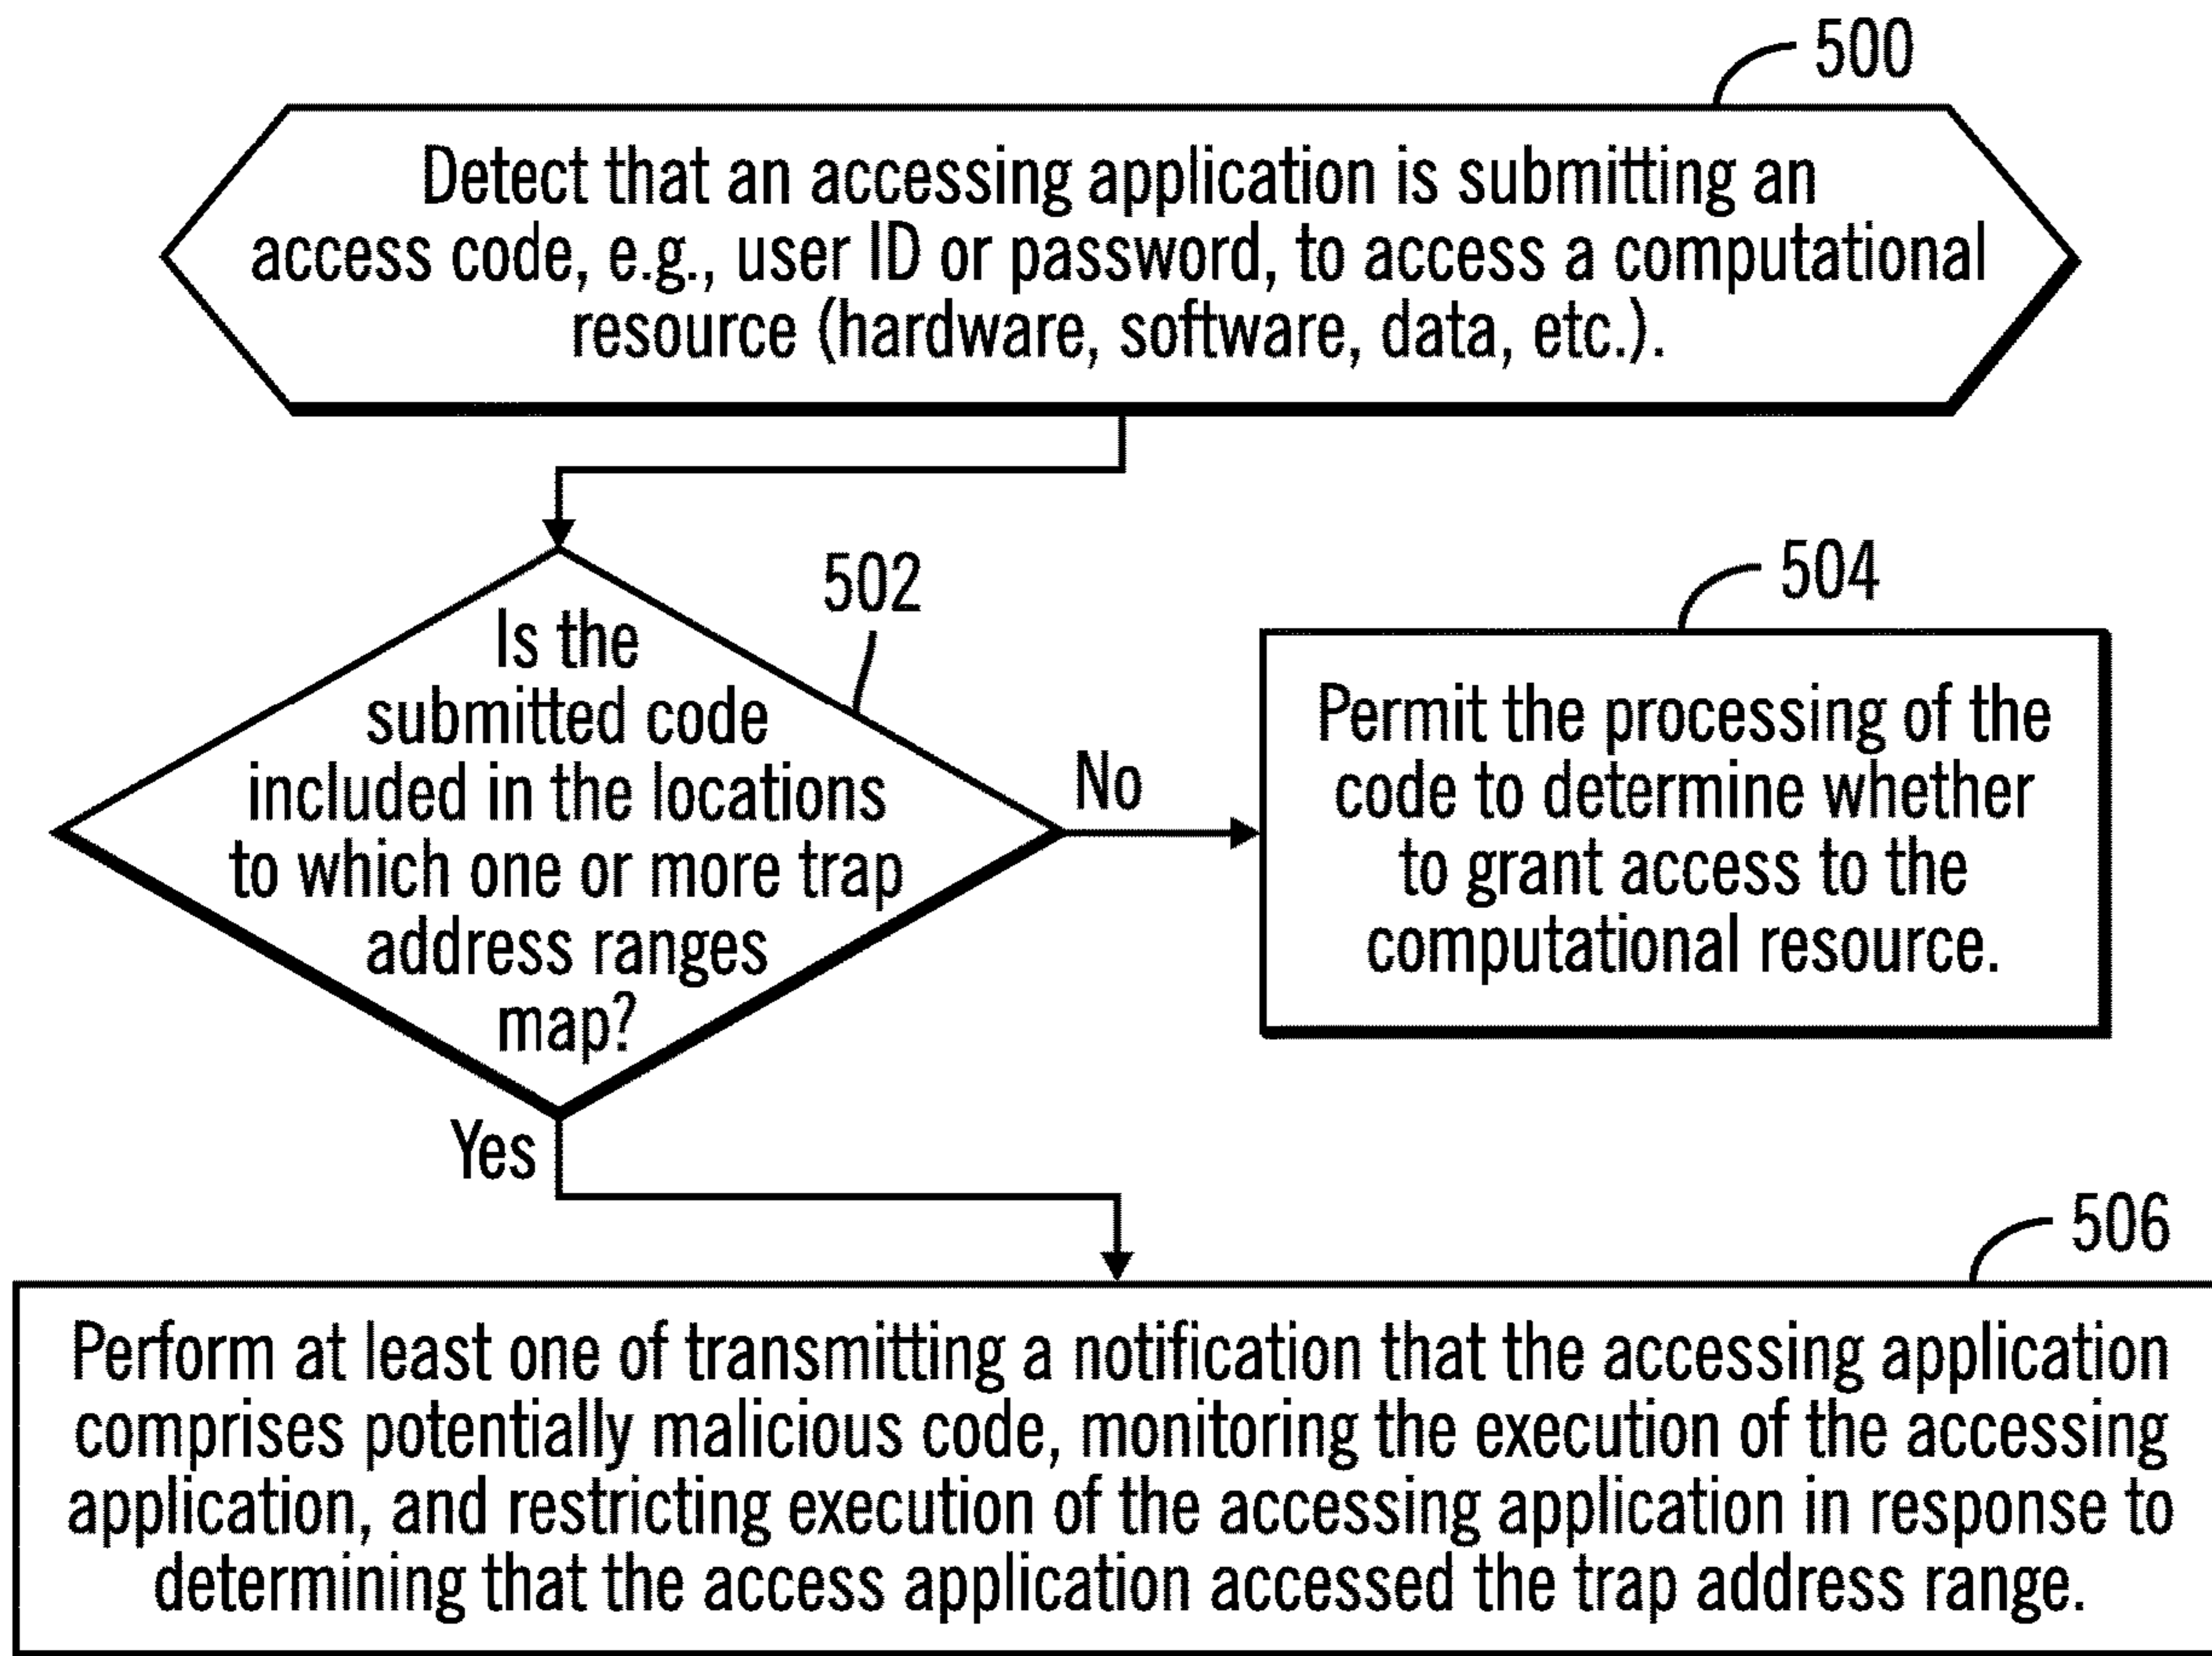 500
Detect that an accessing application is submitting an
access code, e.g., user ID or password, to access a computational
resource (hardware, software, data, etc.).
502
Is the
submitted code
included in the locations
to which one or more trap
address ranges
map?
No
504
Permit the processing of the
code to determine whether
to grant access to the
computational resource.
Yes
506
Perform at least one of transmitting a notification that the accessing application
comprises potentially malicious code, monitoring the execution of the accessing
application, and restricting execution of the accessing application in response to
determining that the access application accessed the trap address range.